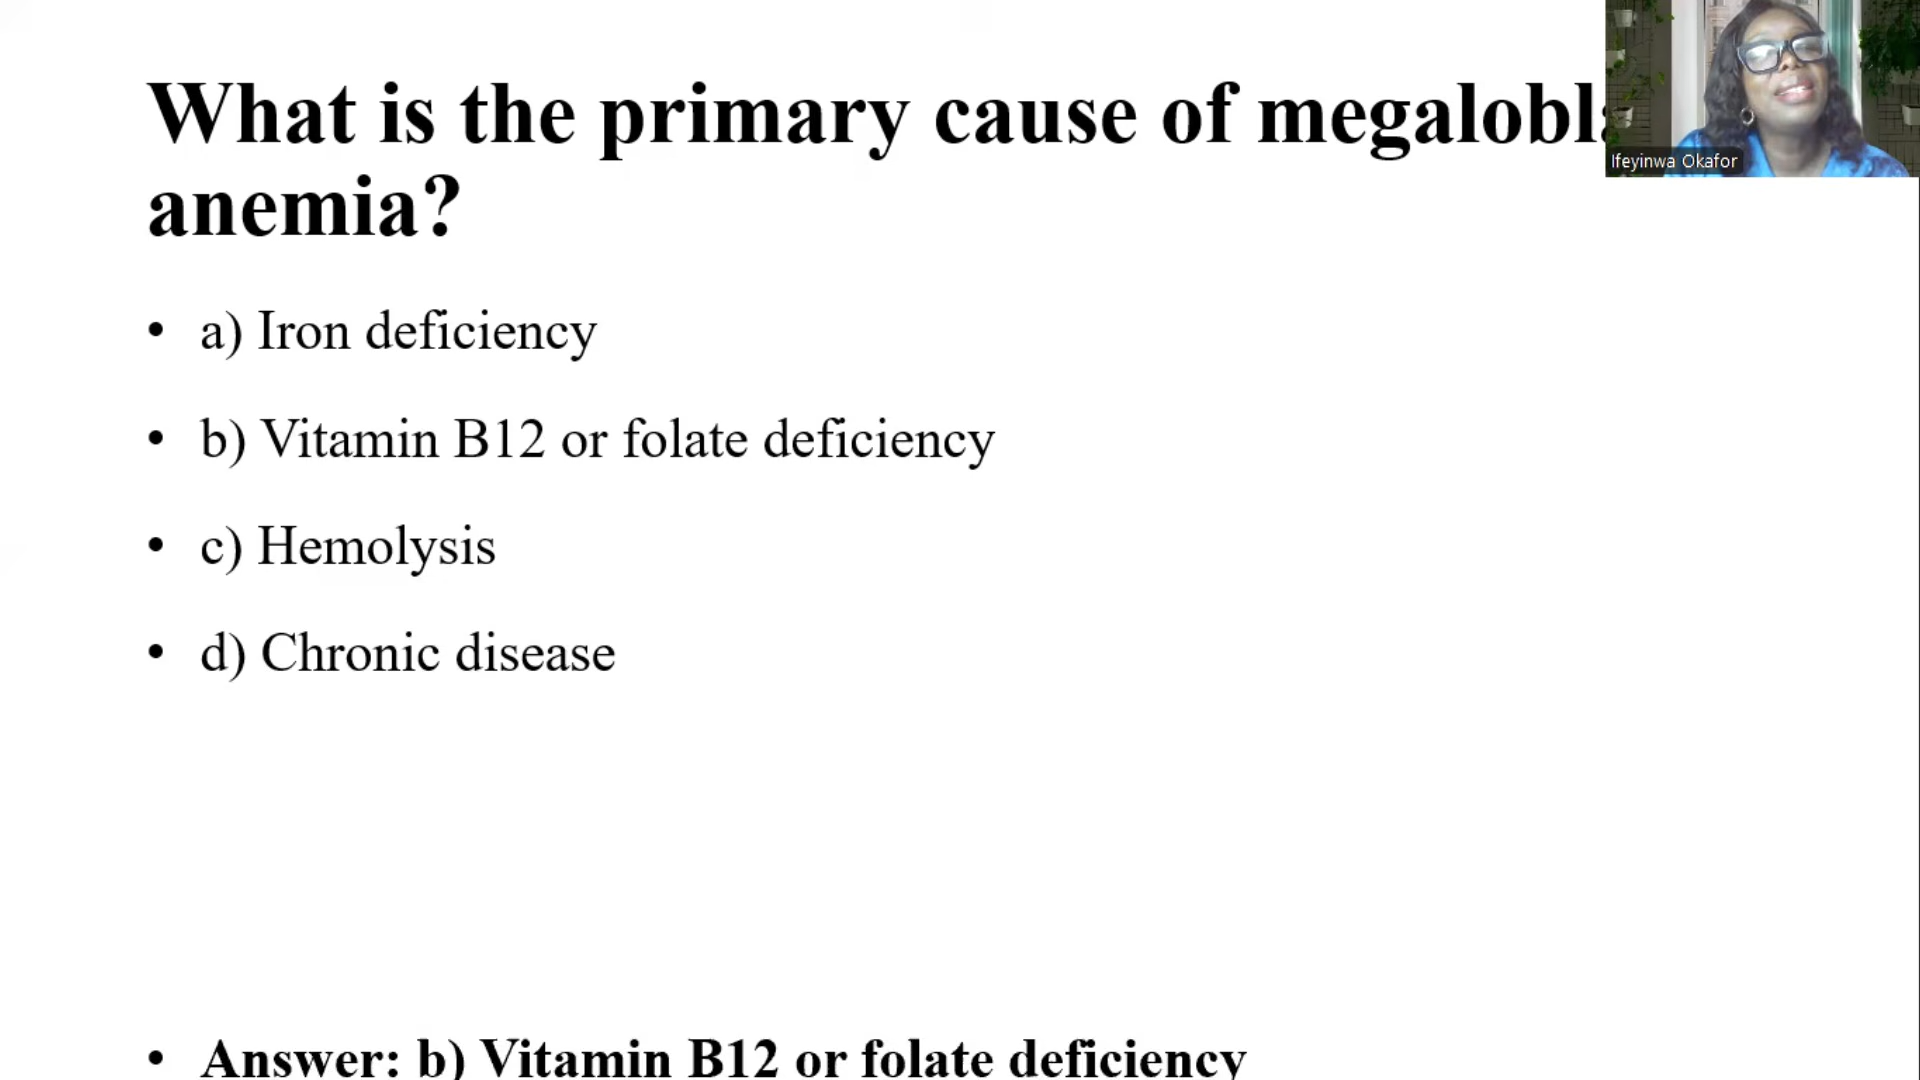 What is the primary cause of
anemia?
• a) Iron deficiency
• b) Vitamin B12 or folate deficiency
• c) Hemolysis
• d) Chronic disease
• Answer: b) Vitamin B12 or folate deficiency
Ifeyinwa Okafor